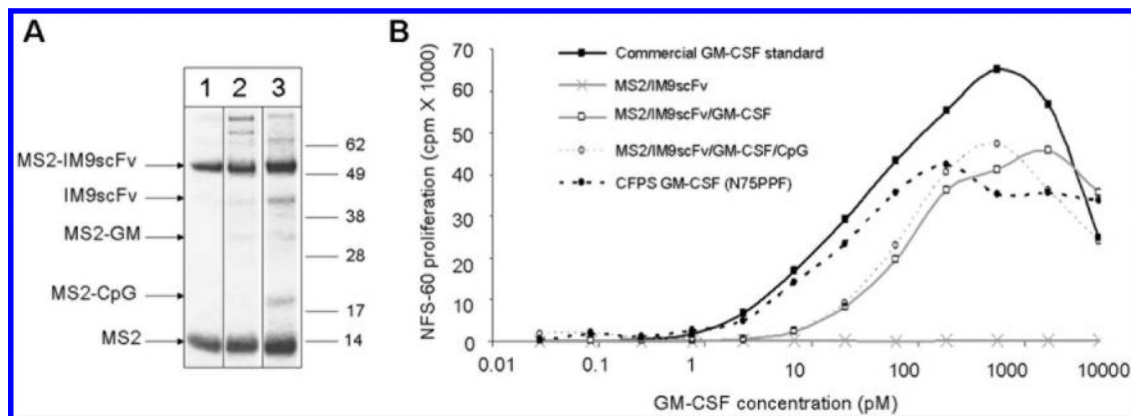 A
1 2 3
MS2-IM9scFv
IM9scFv
MS2-GM
MS2-CpG
MS2
62
49
38
28
17
14
B
NFS-60 proliferation (cpm X 1000)
70
60
50
40
30
20
10
0
Commercial GM-CSF standard
MS2/IM9scFv
MS2/IM9scFv/GM-CSF
MS2/IM9scFv/GM-CSF/CpG
CFPS GM-CSF (N75PPF)
0.01 0.1 1 10 100 1000 10000
GM-CSF concentration (pM)